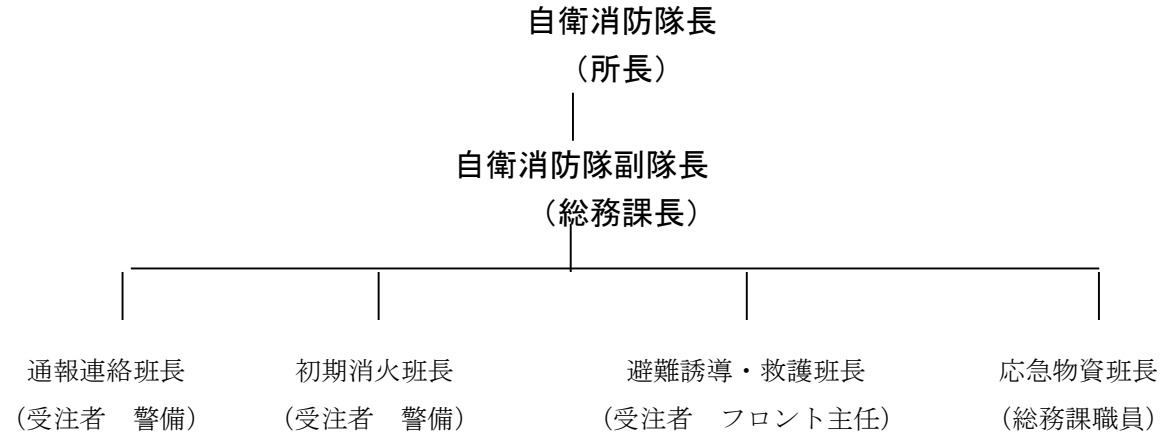 自衛消防隊長
（所長）
自衛消防隊副隊長
（総務課長）
通報連絡班長 初期消火班長 避難誘導・救護班長 応急物資班長
（受注者　警備） （受注者　警備） （受注者　フロント主任） （総務課職員）